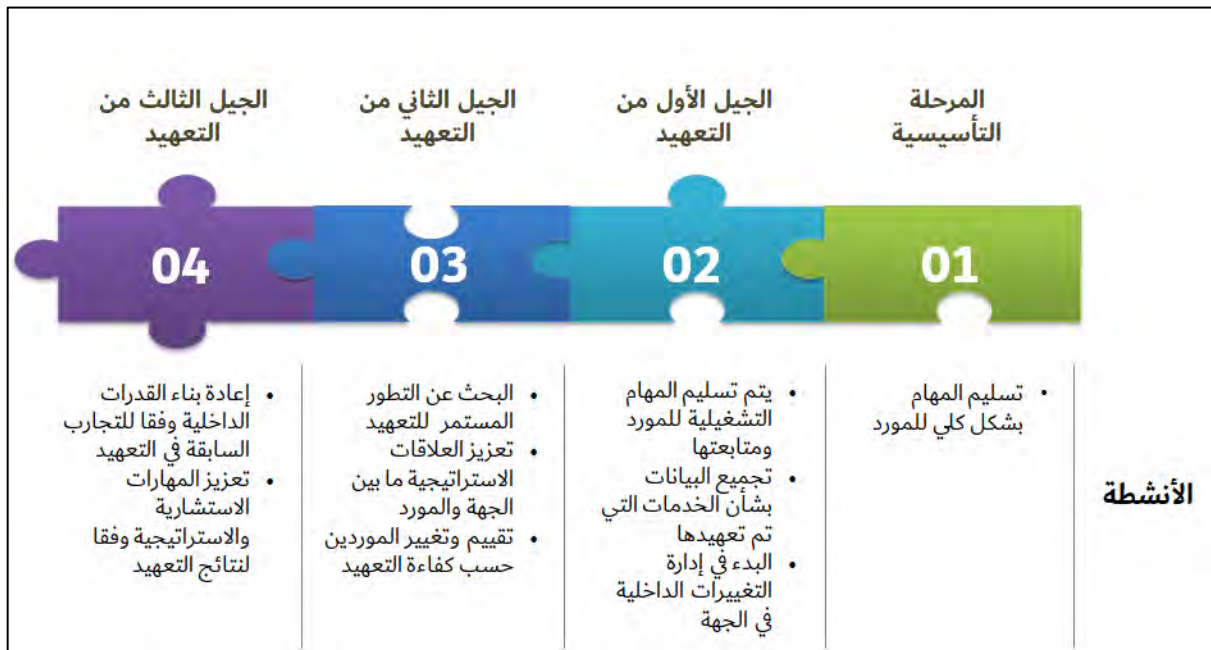 المرحلة
التأسيسية
الجيل الأول من
التعهيد
الجيل الثاني من
التعهيد
الجيل الثالث من
التعهيد
01
02
03
04
الأنشطة
• تسليم المهام
بشكل كلي للمورد
• يتم تسليم المهام
التشغيلية للمورد
ومتابعتها
• تجميع البيانات
بشأن الخدمات التي
تم تعهيدها
• البدء في إدارة
التغييرات الداخلية
في الجهة
• البحث عن التطور
المستمر للتعهيد
• تعزيز العلاقات
الاستراتيجية ما بين
الجهة والمورد
• تقييم وتغيير الموردين
حسب كفاءة التعهيد
• إعادة بناء القدرات
الداخلية وفقا للتجارب
السابقة في التعهيد
• تعزيز المهارات
الاستشارية
والاستراتيجية وفقا
لنتائج التعهيد